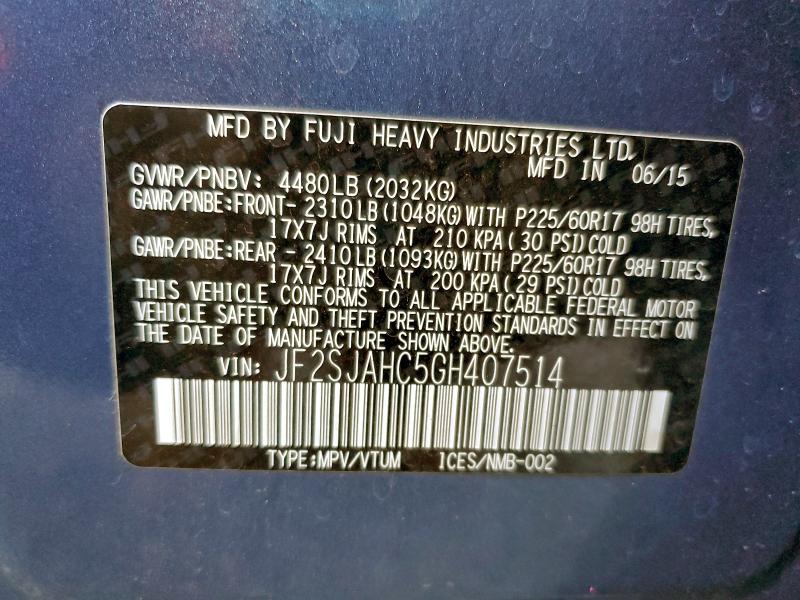 MFD BY FUJI HEAVY INDUSTRIES LTD.
MFD IN 06/15
GVWR/PNBV: 4480LB(2032KG)
GAWR/PNBE:FRONT- 2310LB(1048KG)WITH P225/60R17 98H TIRES,
17X7J RIMS AT 210 KPA(30 PSI)COLD
GAWR/PNBE:REAR - 2410LB(1093KG)WITH P225/60R17 98H TIRES,
17X7J RIMS AT 200 KPA(29 PSI)COLD
THIS VEHICLE CONFORMS TO ALL APPLICABLE FEDERAL MOTOR
VEHICLE SAFETY AND THEFT PREVENTION STANDARDS IN EFFECT ON
THE DATE OF MANUFACTURE SHOWN ABOVE.
VIN: JF2SJAHC5GH407514
TYPE:MPV/VTUM ICES/NMB-002